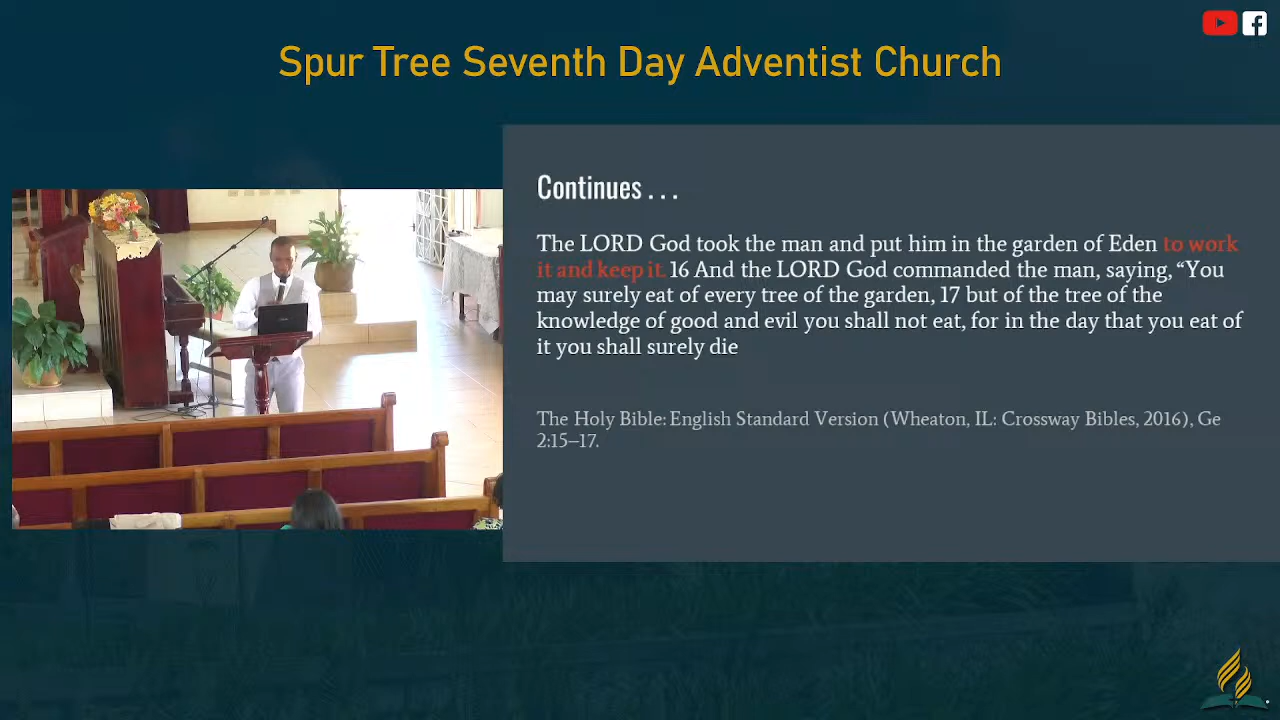 Spur Tree Seventh Day Adventist Church
Continues . . .
The LORD God took the man and put him in the garden of Eden to work
it and keep it. 16 And the LORD God commanded the man, saying, “You
may surely eat of every tree of the garden, 17 but of the tree of the
knowledge of good and evil you shall not eat, for in the day that you eat of
it you shall surely die
The Holy Bible: English Standard Version (Wheaton, IL: Crossway Bibles, 2016), Ge
2:15–17.